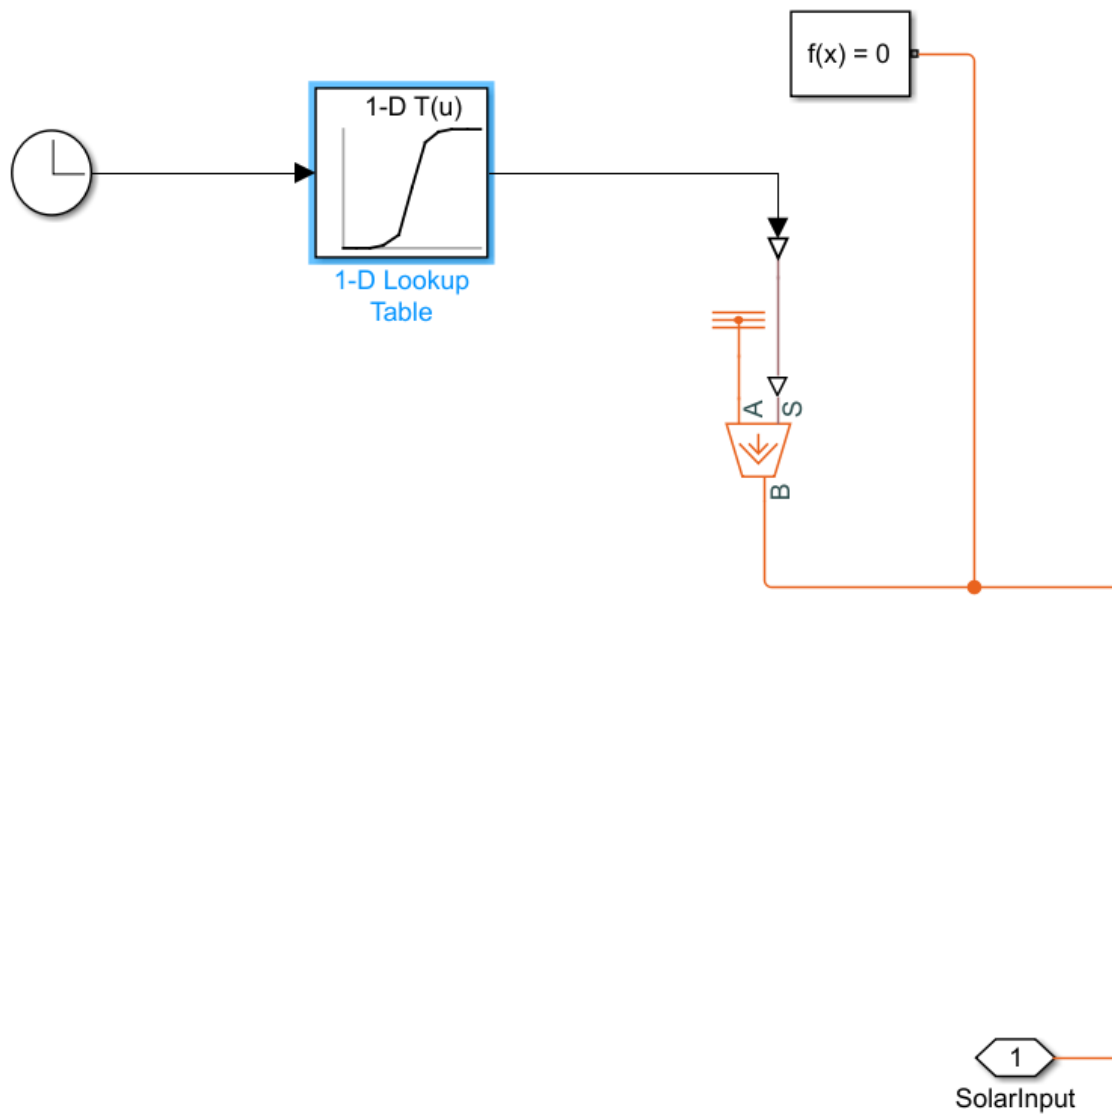 f(x) = 0
1-D T(u)
1-D Lookup
Table
A
S
B
1
SolarInput